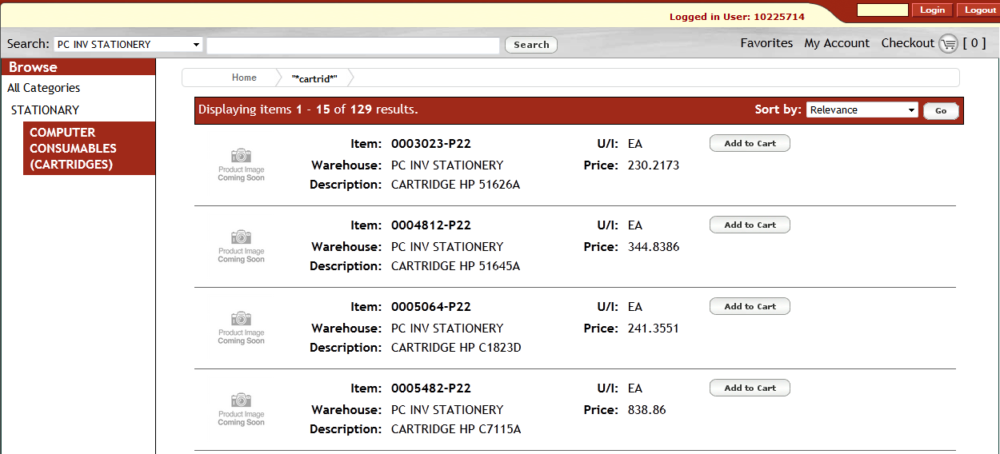 Logged in User: 10225714
Login
Logout
Search:
PC INV STATIONERY
Search
Favorites
My Account
Checkout
[ 0 ]
Browse
All Categories
STATIONARY
COMPUTER
CONSUMABLES
(CARTRIDGES)
Home
"*cartrid*"
Displaying items 1 - 15 of 129 results.
Sort by:
Relevance
Go
Product Image
Coming Soon
Item: 0003023-P22
U/I: EA
Add to Cart
Warehouse: PC INV STATIONERY
Price: 230.2173
Description: CARTRIDGE HP 51626A
Product Image
Coming Soon
Item: 0004812-P22
U/I: EA
Add to Cart
Warehouse: PC INV STATIONERY
Price: 344.8386
Description: CARTRIDGE HP 51645A
Product Image
Coming Soon
Item: 0005064-P22
U/I: EA
Add to Cart
Warehouse: PC INV STATIONERY
Price: 241.3551
Description: CARTRIDGE HP C1823D
Product Image
Coming Soon
Item: 0005482-P22
U/I: EA
Add to Cart
Warehouse: PC INV STATIONERY
Price: 838.86
Description: CARTRIDGE HP C7115A